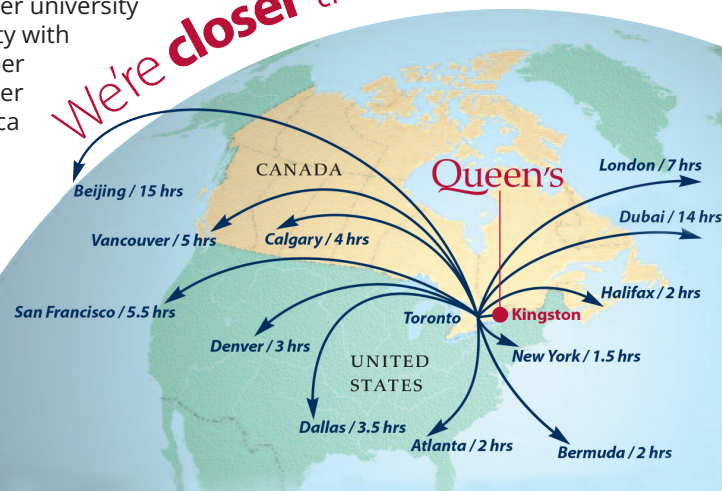 er university
ty with
per
er
ca
We're closer
CANADA
Queen's
London / 7 hrs
Beijing / 15 hrs
Dubai / 14 hrs
Vancouver / 5 hrs
Calgary / 4 hrs
Halifax / 2 hrs
San Francisco / 5.5 hrs
Toronto
Kingston
Denver / 3 hrs
New York / 1.5 hrs
UNITED
STATES
Dallas / 3.5 hrs
Atlanta / 2 hrs
Bermuda / 2 hrs